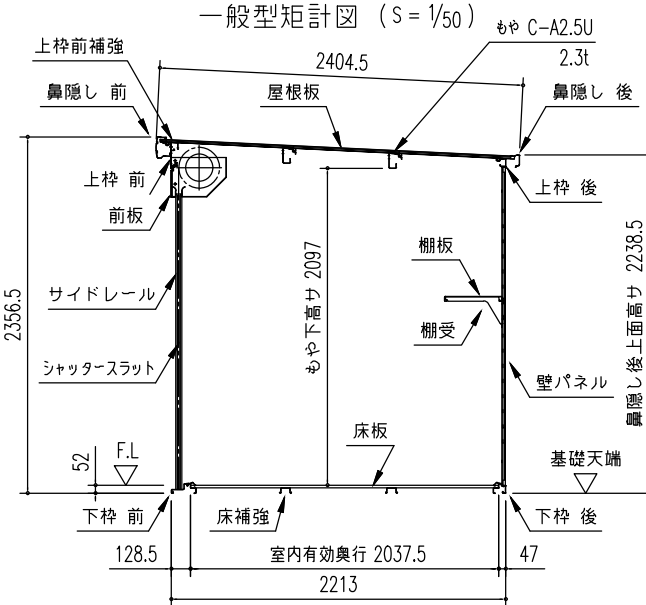 一般型矩計図 (S = 1/50)
上枠前補強
2404.5
もや C-A2.5U
2.3t
鼻隠し 前
屋根板
鼻隠し 後
上枠 前
上枠 後
前板
もや下高サ 2097
棚板
サイドレール
棚受
2356.5
鼻隠し後上面高サ 2238.5
シャッタースラット
壁パネル
床板
52
F.L
基礎天端
下枠 前
床補強
下枠 後
128.5
室内有効奥行 2037.5
47
2213